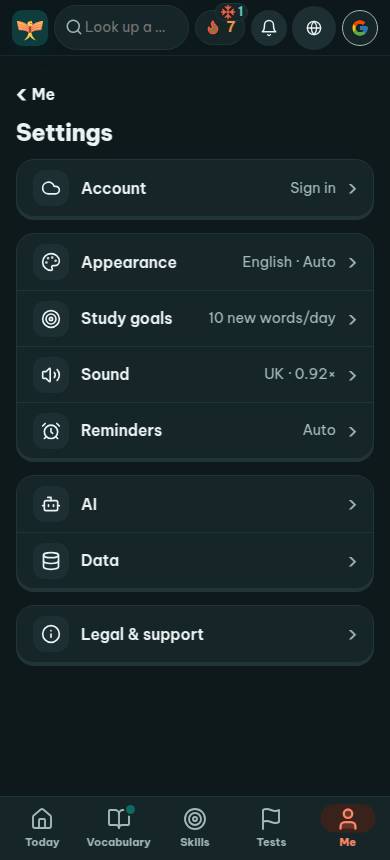 Look up a ...
1
7
Me
Settings
Account
Sign in
Appearance
English · Auto
Study goals
10 new words/day
Sound
UK · 0.92×
Reminders
Auto
AI
Data
Legal & support
Today
Vocabulary
Skills
Tests
Me